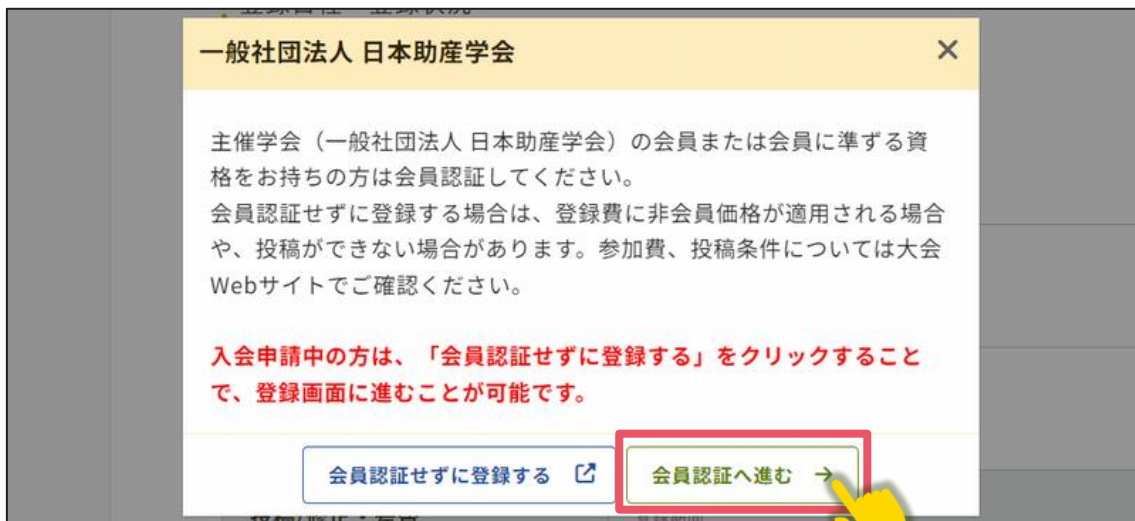 一般社団法人 日本助産学会
主催学会（一般社団法人 日本助産学会）の会員または会員に準ずる資
格をお持ちの方は会員認証してください。
会員認証せずに登録する場合は、登録費に非会員価格が適用される場合
や、投稿ができない場合があります。参加費、投稿条件については大会
Webサイトでご確認ください。
入会申請中の方は、「会員認証せずに登録する」をクリックすること
で、登録画面に進むことが可能です。
会員認証せずに登録する
会員認証へ進む →